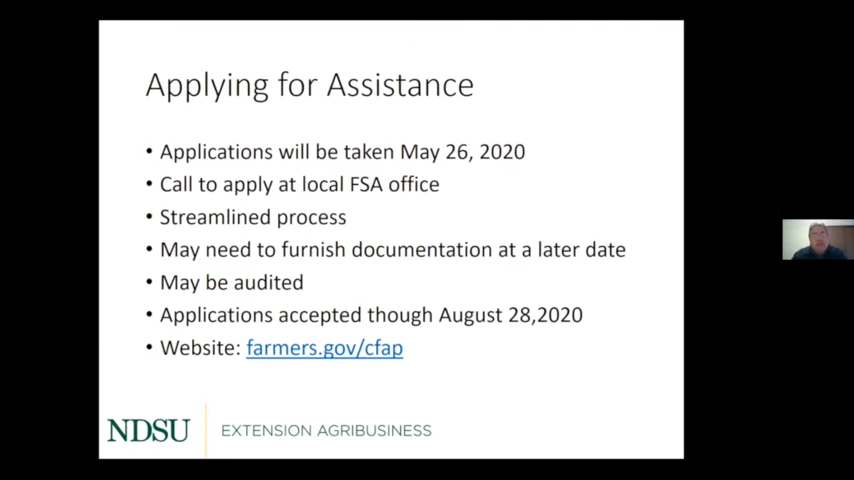 Applying for Assistance
• Applications will be taken May 26, 2020
• Call to apply at local FSA office
• Streamlined process
• May need to furnish documentation at a later date
• May be audited
• Applications accepted though August 28,2020
• Website: farmers.gov/cfap
NDSU EXTENSION AGRIBUSINESS